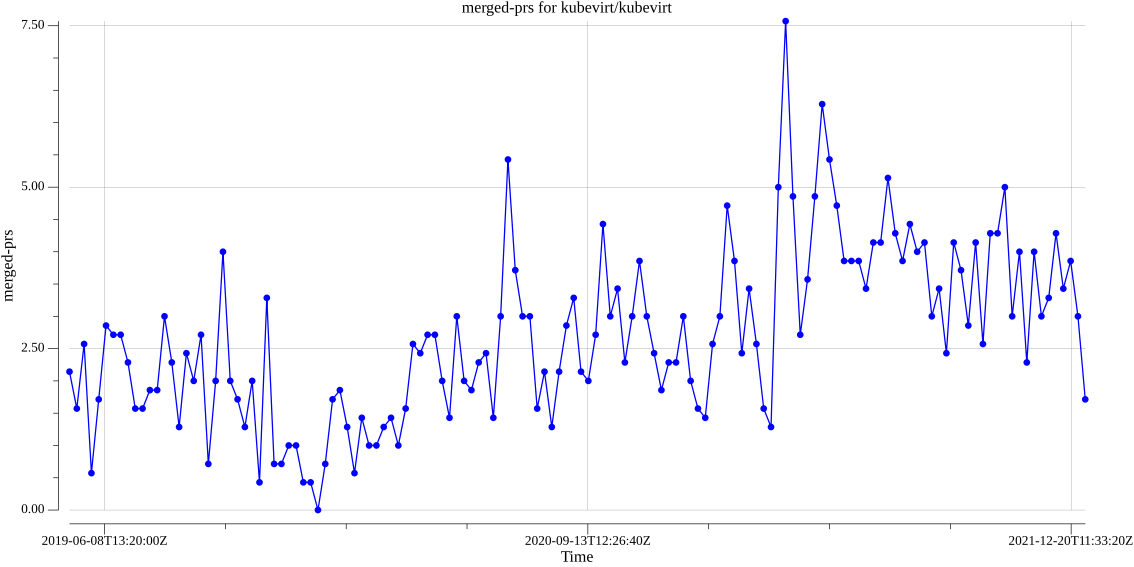 merged-prs for kubevirt/kubevirt
7.50
5.00
merged-prs
2.50
0.00
2019-06-08T13:20:00Z
2020-09-13T12:26:40Z
2021-12-20T11:33:20Z
Time